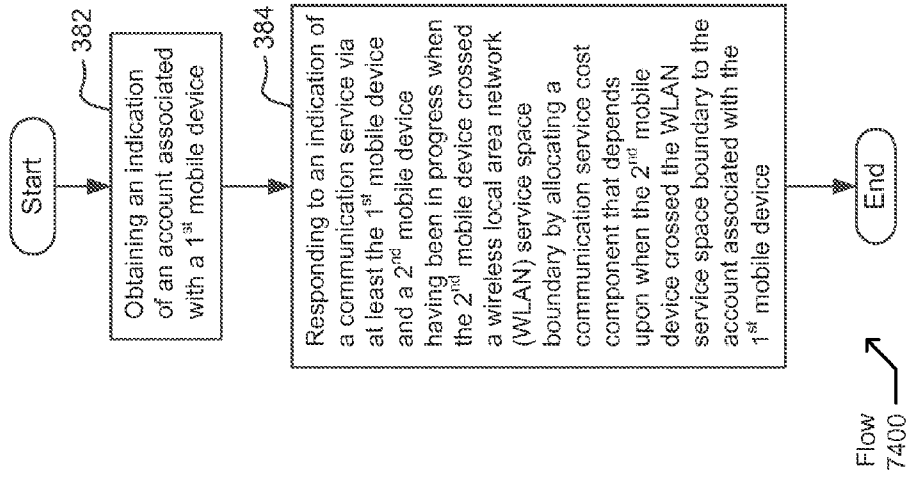 Start
382
Obtaining an indication
of an account associated
with a 1st mobile device
384
Responding to an indication of
a communication service via
at least the 1st mobile device
and a 2nd mobile device
having been in progress when
the 2nd mobile device crossed
a wireless local area network
(WLAN) service space
boundary by allocating a
communication service cost
component that depends
upon when the 2nd mobile
device crossed the WLAN
service space boundary to the
account associated with the
1st mobile device
End
Flow
7400